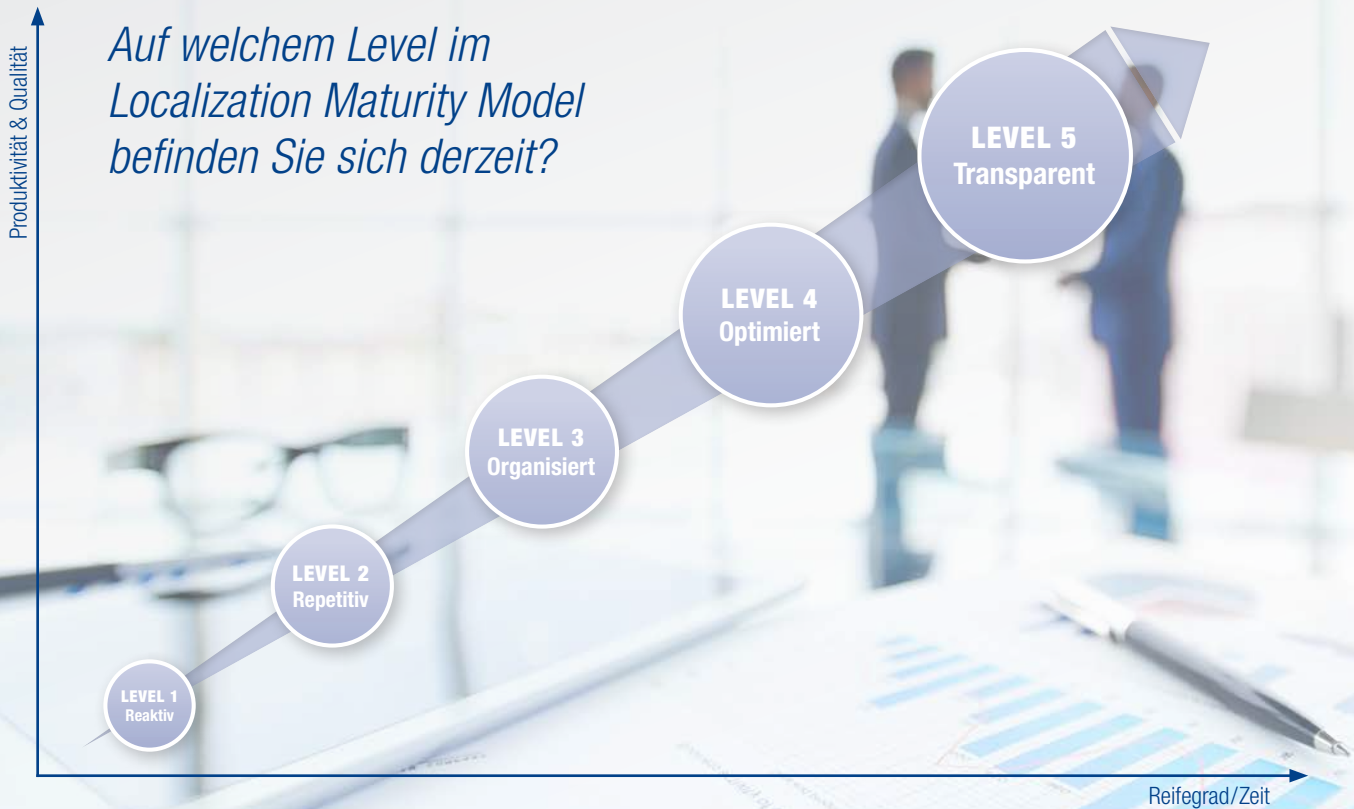 Produktivität & Qualität
Auf welchem Level im
Localization Maturity Model
befinden Sie sich derzeit?
LEVEL 5
Transparent
LEVEL 4
Optimiert
LEVEL 3
Organisiert
LEVEL 2
Repetitiv
LEVEL 1
Reaktiv
Reifegrad/Zeit